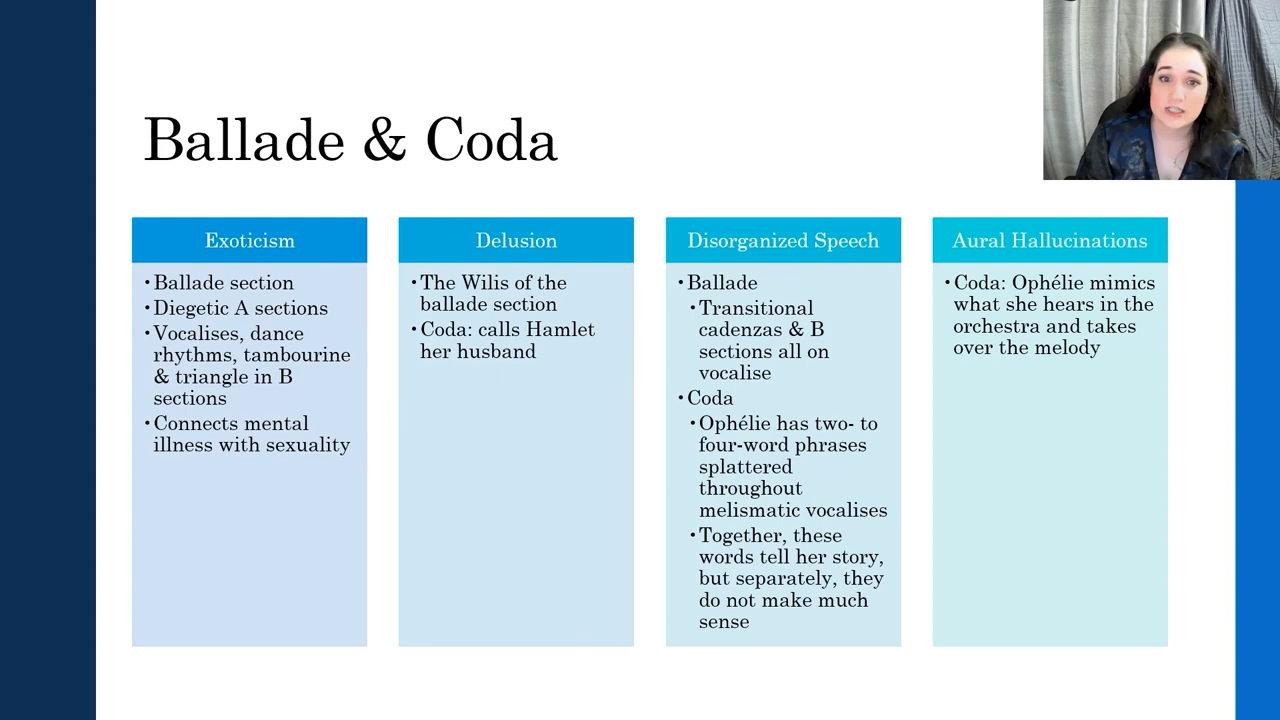 Ballade & Coda
Exoticism
•Ballade section
•Diegetic A sections
•Vocalises, dance
rhythms, tambourine
& triangle in B
sections
•Connects mental
illness with sexuality
Delusion
•The Wilis of the
ballade section
•Coda: calls Hamlet
her husband
Disorganized Speech
•Ballade
•Transitional
cadenzas & B
sections all on
vocalise
•Coda
•Ophélie has two- to
four-word phrases
splattered
throughout
melismatic vocalises
•Together, these
words tell her story,
but separately, they
do not make much
sense
Aural Hallucinations
•Coda: Ophélie mimics
what she hears in the
orchestra and takes
over the melody